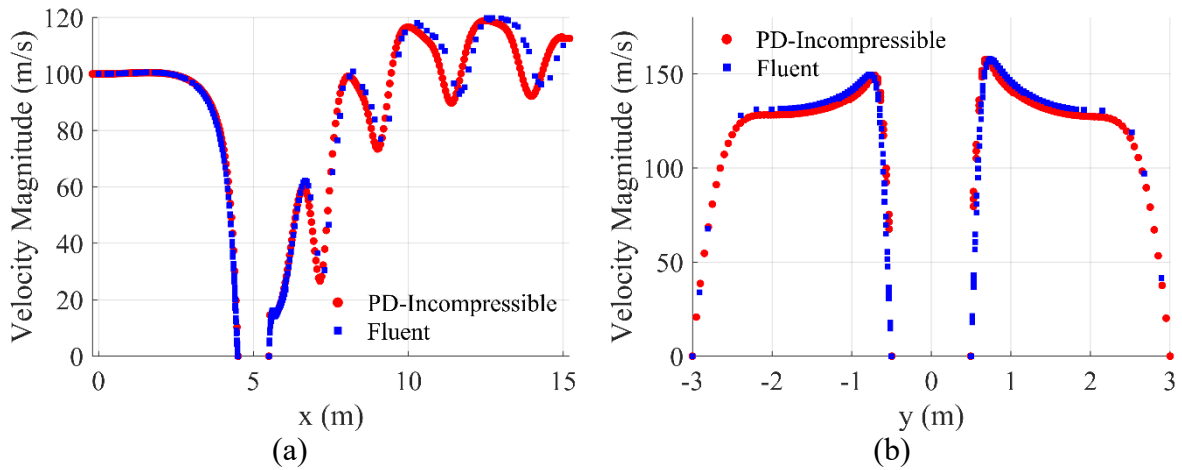 120
100
80
60
40
20
0
Velocity Magnitude (m/s)
PD-Incompressible
Fluent
0 5 10 15
x (m)
(a)
150
100
50
0
Velocity Magnitude (m/s)
PD-Incompressible
Fluent
-3 -2 -1 0 1 2 3
y (m)
(b)